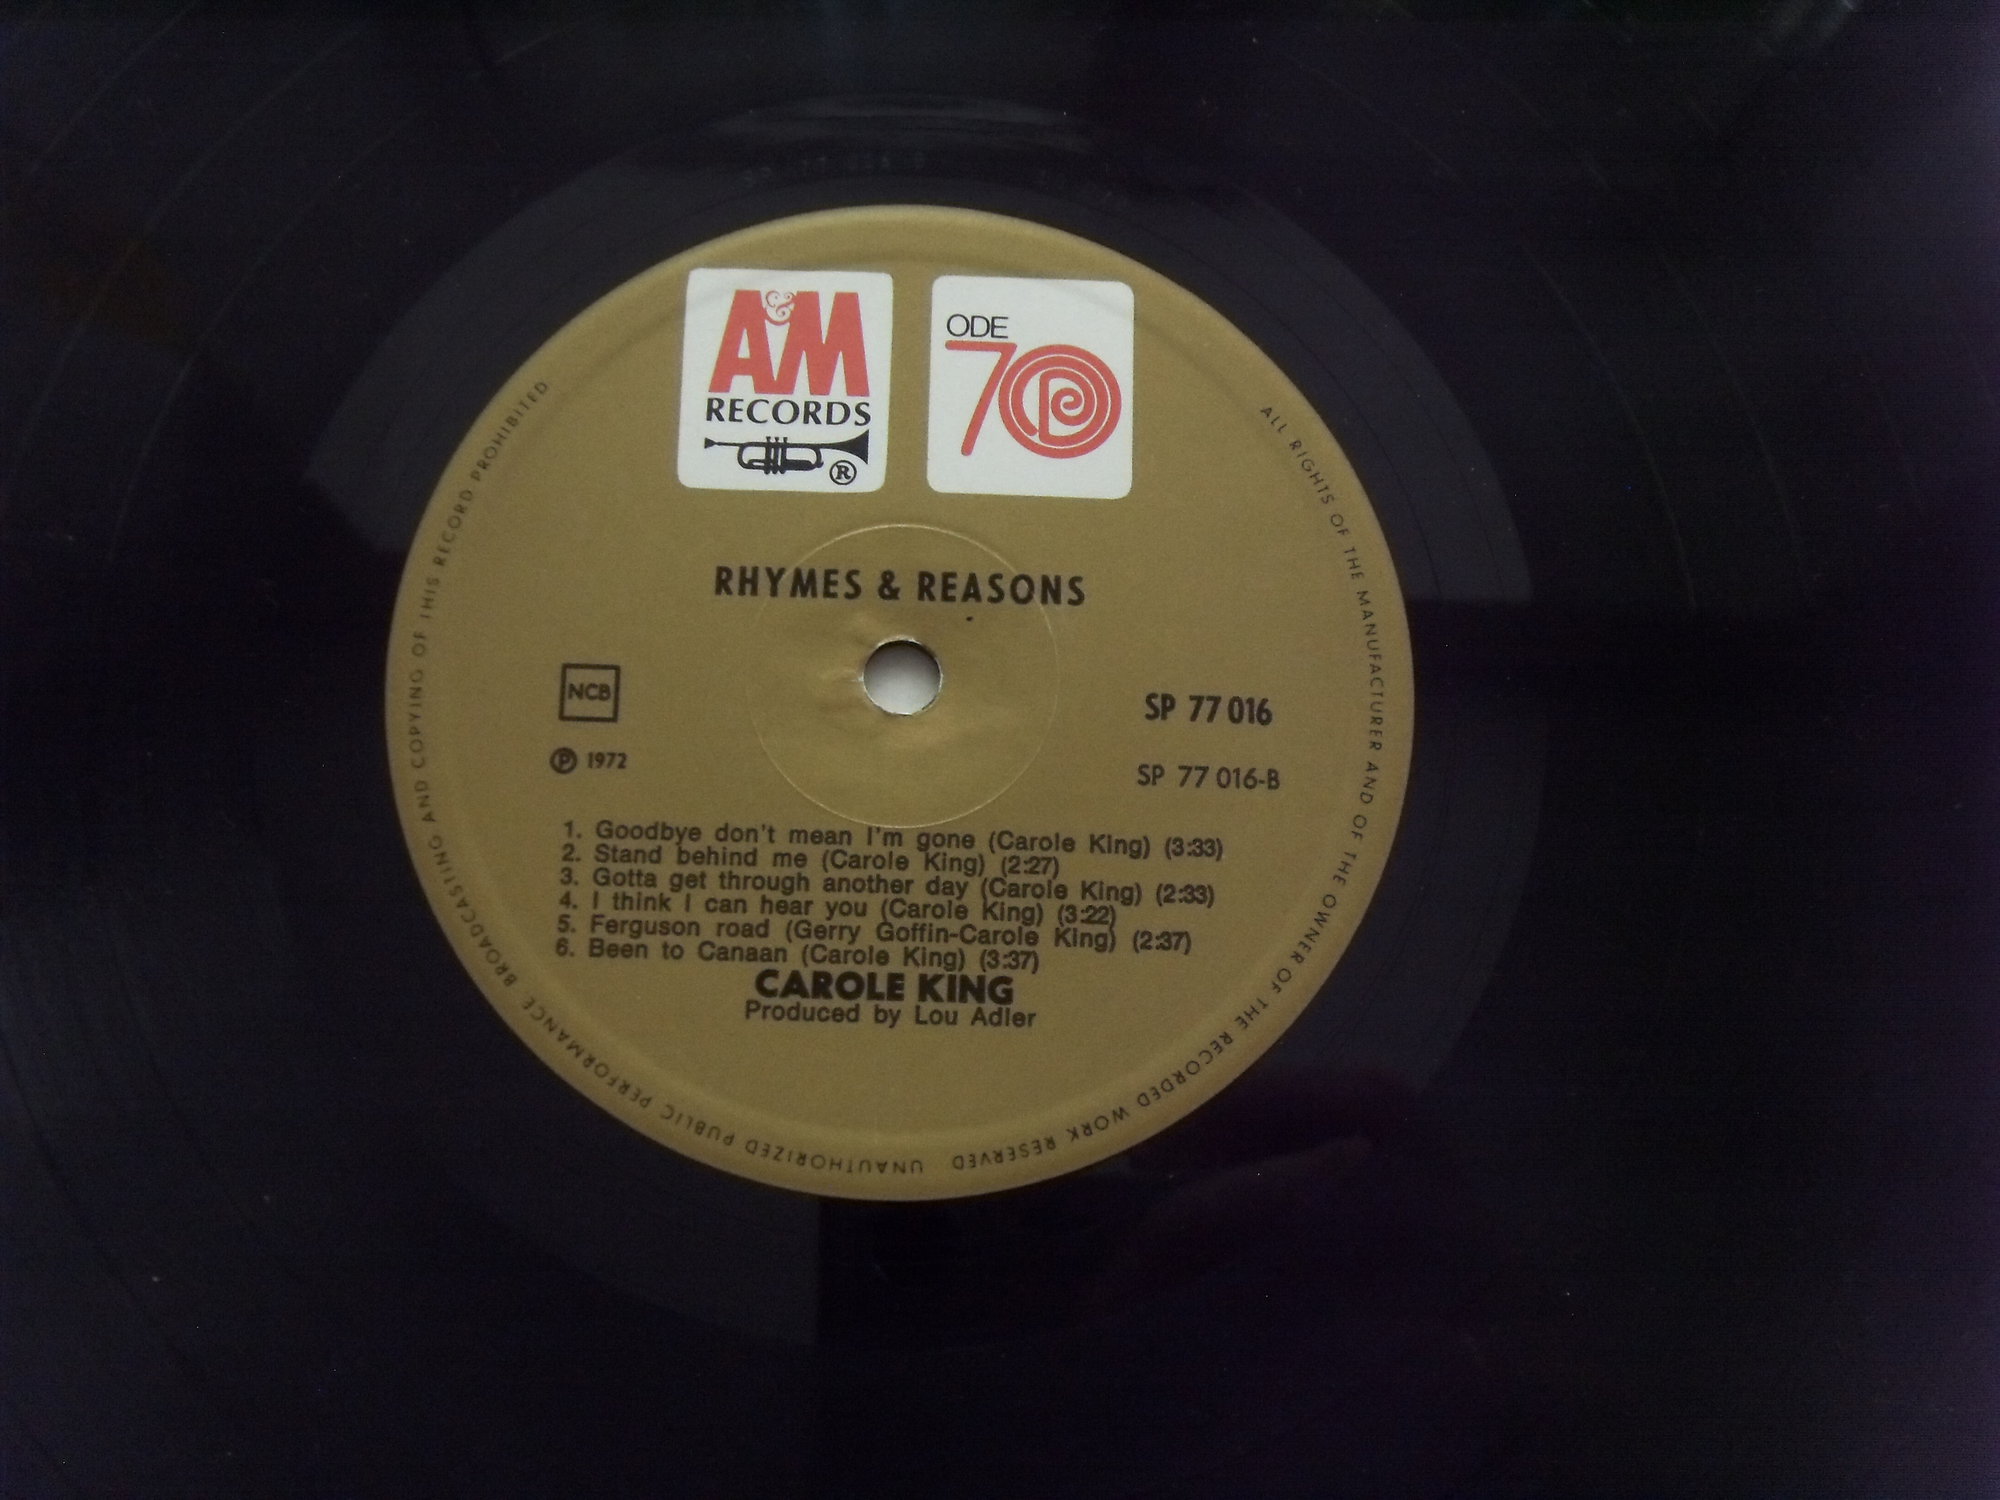 A&M
RECORDS
®
ODE
70
RHYMES & REASONS
NCB
SP 77 016
℗ 1972
SP 77 016-B
1. Goodbye don't mean I'm gone (Carole King) (3:33)
2. Stand behind me (Carole King) (2:27)
3. Gotta get through another day (Carole King) (2:33)
4. I think I can hear you (Carole King) (3:22)
5. Ferguson road (Gerry Goffin-Carole King) (2:37)
6. Been to Canaan (Carole King) (3:37)
CAROLE KING
Produced by Lou Adler
ALL RIGHTS OF THE MANUFACTURER AND OF THE OWNER OF THE RECORDED WORK RESERVED
UNAUTHORIZED PUBLIC PERFORMANCE BROADCASTING AND COPYING OF THIS RECORD PROHIBITED